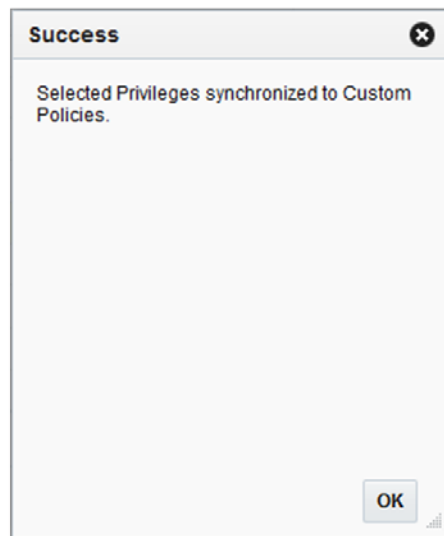 Success
Selected Privileges synchronized to Custom
Policies.
OK